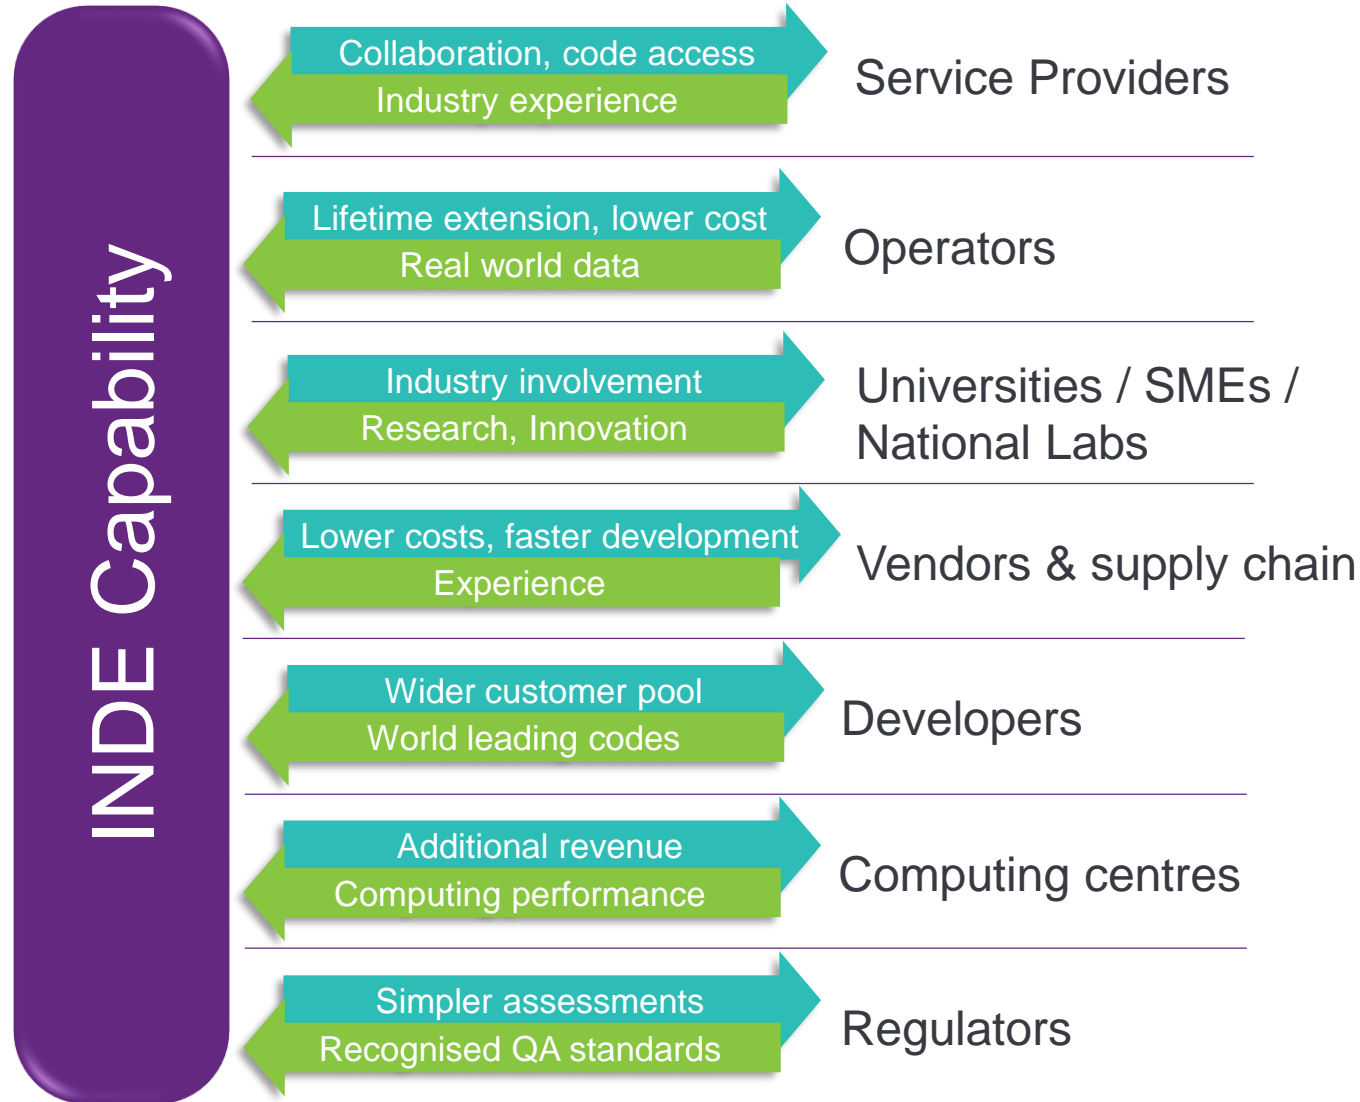 INDE Capability
Collaboration, code access
Industry experience
Service Providers
Lifetime extension, lower cost
Real world data
Operators
Industry involvement
Research, Innovation
Universities / SMEs /
National Labs
Lower costs, faster development
Experience
Vendors & supply chain
Wider customer pool
World leading codes
Developers
Additional revenue
Computing performance
Computing centres
Simpler assessments
Recognised QA standards
Regulators